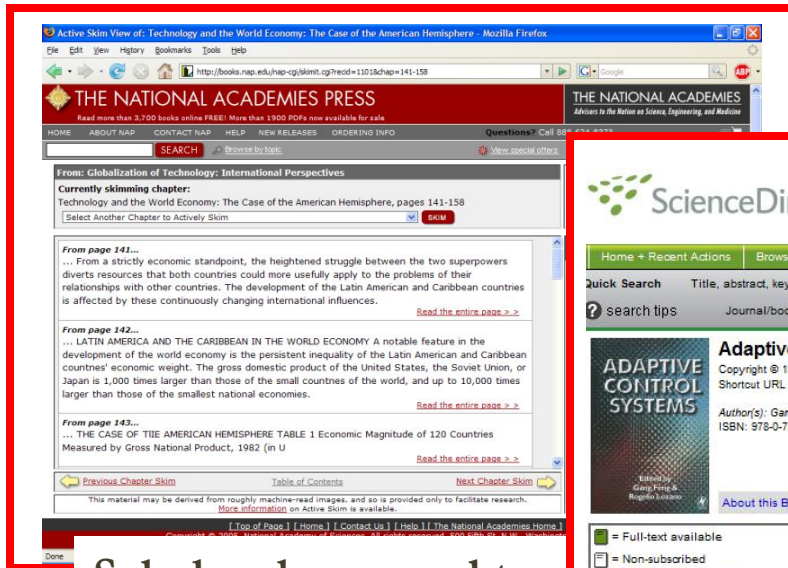 Active Skim View of: Technology and the World Economy: The Case of the American Hemisphere - Mozilla Firefox
File Edit View History Bookmarks Tools Help
http://books.nap.edu/nap-cgi/skimit.cgi?recid=1101&chap=141-158
Google
ABP
THE NATIONAL ACADEMIES PRESS
Read more than 3,700 books online FREE! More than 1900 PDFs now available for sale
THE NATIONAL ACADEMIES
Advisers to the Nation on Science, Engineering, and Medicine
HOME ABOUT NAP CONTACT NAP HELP NEW RELEASES ORDERING INFO Questions? Call
SEARCH Browse by topic View special offers
From: Globalization of Technology: International Perspectives
Currently skimming chapter:
Technology and the World Economy: The Case of the American Hemisphere, pages 141-158
Select Another Chapter to Actively Skim SKIM
From page 141...
... From a strictly economic standpoint, the heightened struggle between the two superpowers
diverts resources that both countries could more usefully apply to the problems of their
relationships with other countries. The development of the Latin American and Caribbean countries
is affected by these continuously changing international influences.
Read the entire page > >
From page 142...
... LATIN AMERICA AND THE CARIBBEAN IN THE WORLD ECONOMY A notable feature in the
development of the world economy is the persistent inequality of the Latin American and Caribbean
countnes' economic weight. The gross domestic product of the United States, the Soviet Union, or
Japan is 1,000 times larger than those of the small countnes of the world, and up to 10,000 times
larger than those of the smallest national economies.
Read the entire page > >
From page 143...
... THE CASE OF TIIE AMERICAN HEMISPHERE TABLE 1 Economic Magnitude of 120 Countries
Measured by Gross National Product, 1982 (in U
Read the entire page > >
Previous Chapter Skim Table of Contents Next Chapter Skim
This material may be derived from roughly machine-read images, and so is provided only to facilitate research.
More information on Active Skim is available.
[ Top of Page ] [ Home ] [ Contact Us ] [ Help ] [ The National Academies Home ]
Done
ScienceDi
Home + Recent Actions Brows
Quick Search Title, abstract, key
search tips Journal/boo
ADAPTIVE
CONTROL
SYSTEMS
Edited by
Gang Feng &
Rogelio Lozano
Adaptiv
Copyright © 1
Shortcut URL
Author(s): Gan
ISBN: 978-0-7
About this B
= Full-text available
= Non-subscribed